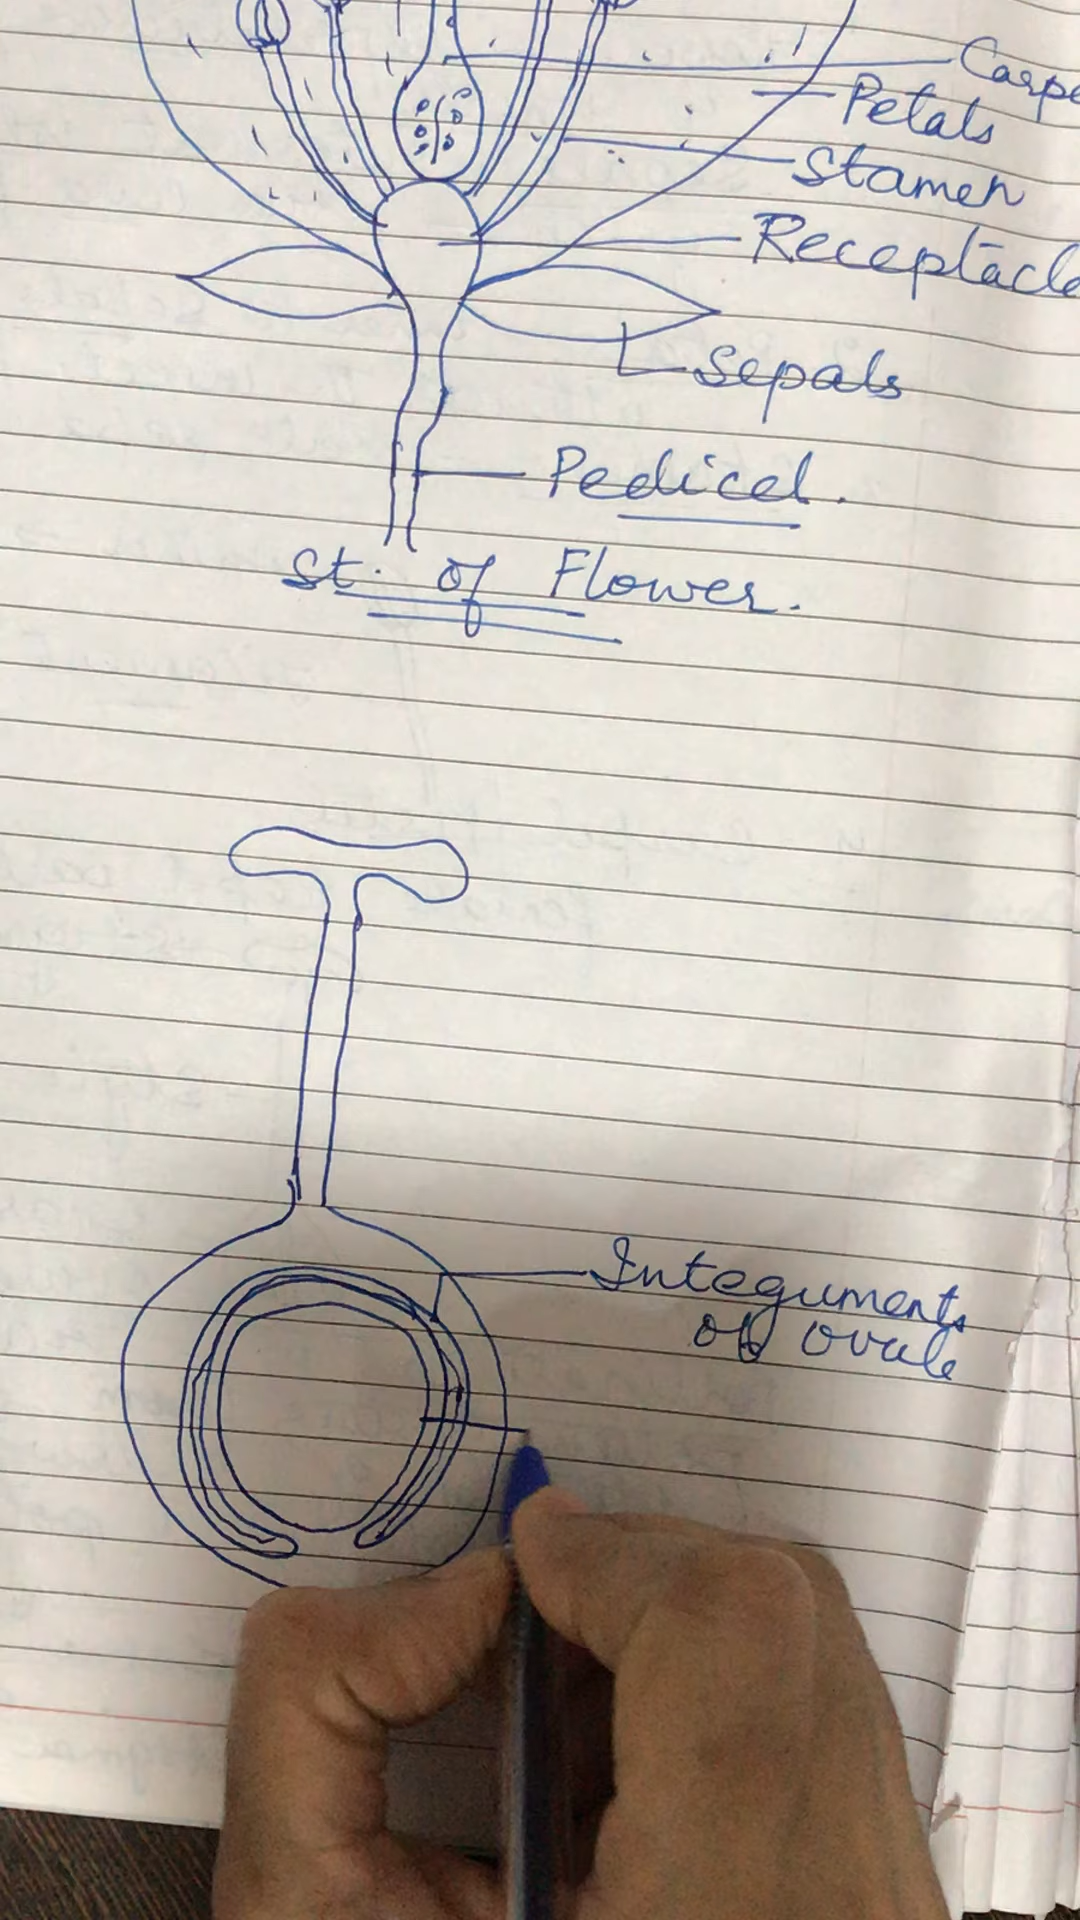 Carpe
Petals
Stamen
Receptacle
Sepals
Pedicel.
St. of Flower.
Integuments
of ovule